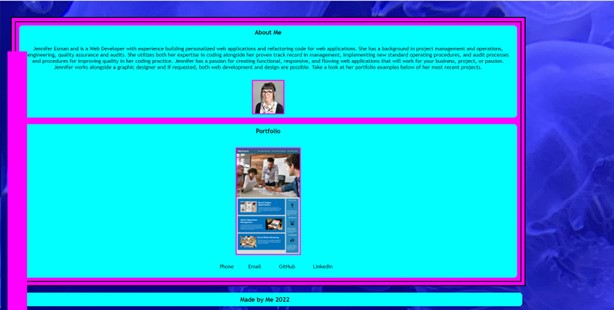 About Me
Jennifer Esman and is a Web Developer with experience building personalized web applications and refactoring code for web applications. She has a background in project management and operations,
engineering, quality assurance and audits. She utilizes both her expertise in coding alongside her proven track record in management, implementing new standard operating procedures, and audit processes
and procedures for improving quality in her coding practice. Jennifer has a passion for creating functional, responsive, and flowing web applications that will work for your business, project, or passion.
Jennifer works alongside a graphic designer and if requested, both web development and design are possible. Take a look at her portfolio examples below of her most recent projects.
Portfolio
Phone Email GitHub LinkedIn
Made by Me 2022